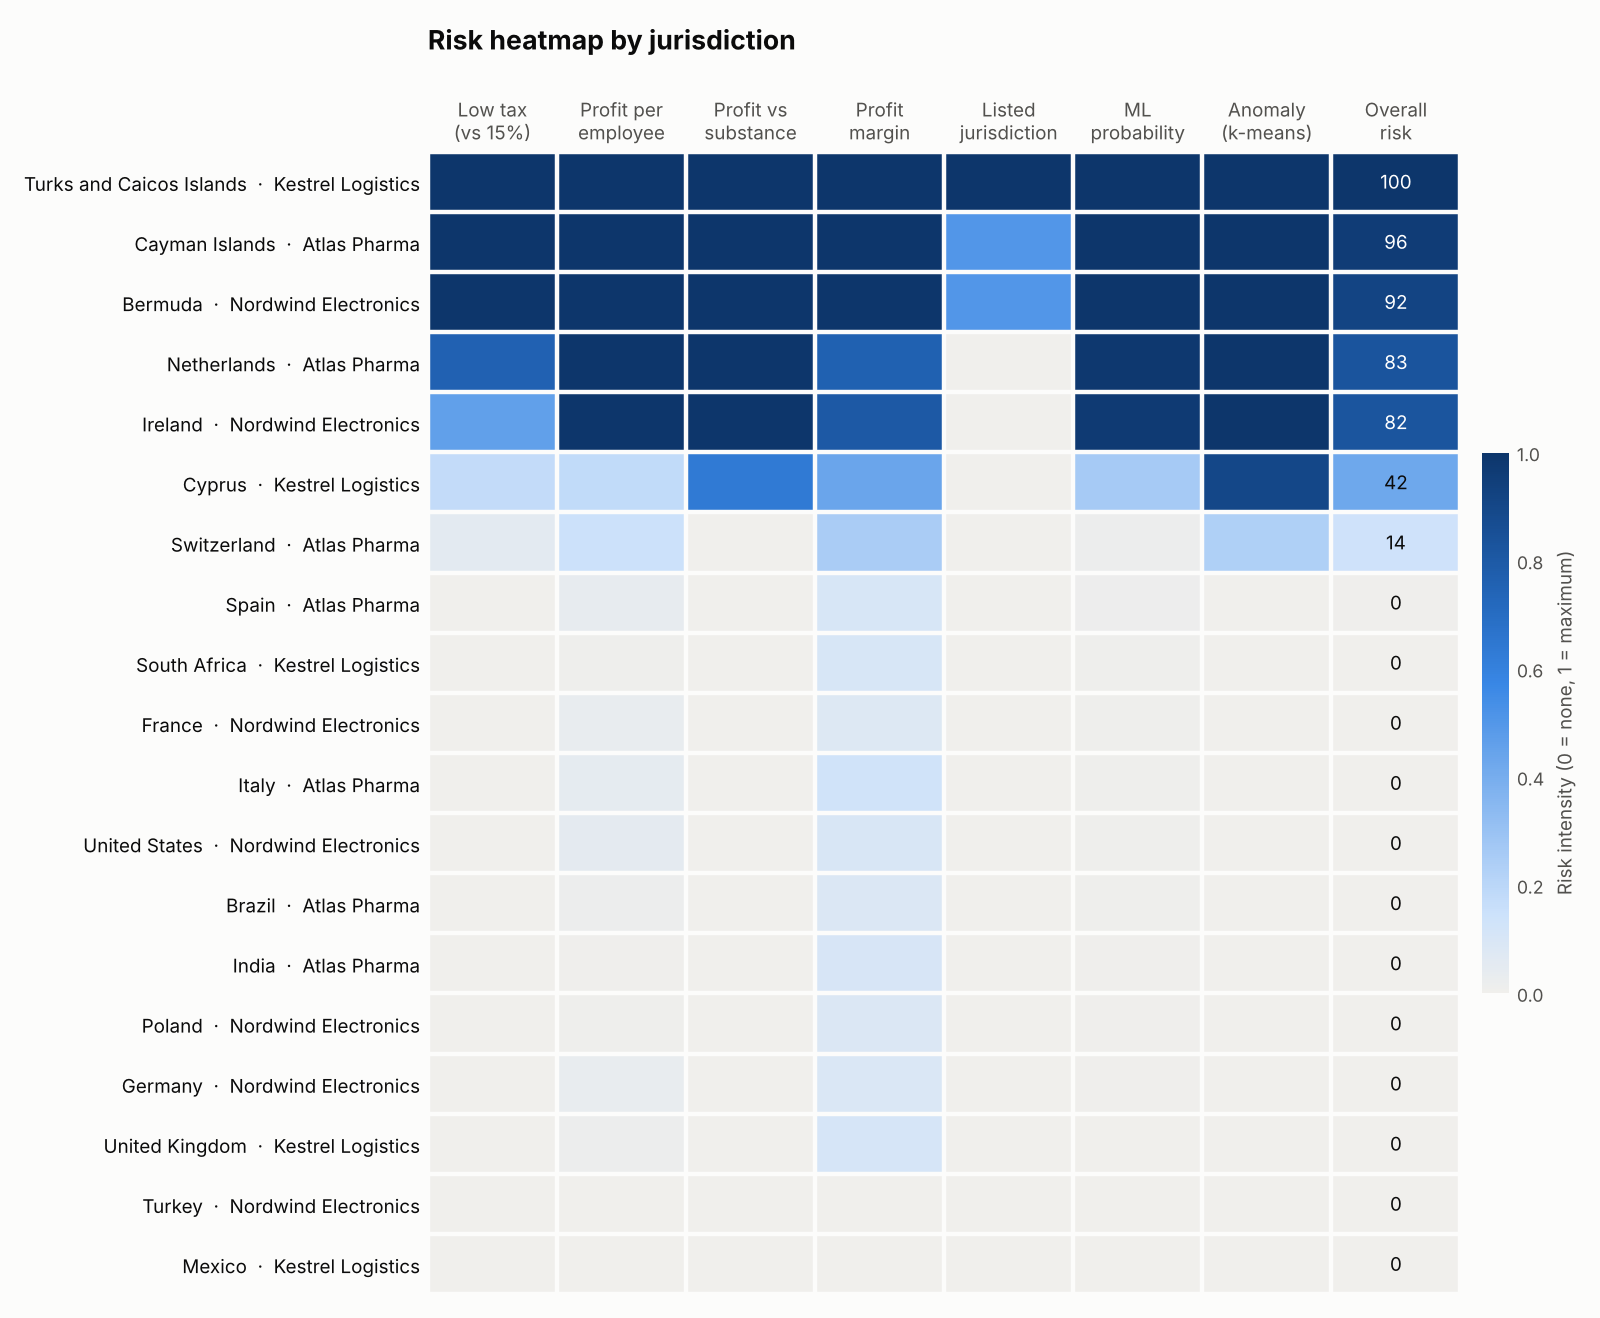 Risk heatmap by jurisdiction
Low tax
(vs 15%)
Profit per
employee
Profit vs
substance
Profit
margin
Listed
jurisdiction
ML
probability
Anomaly
(k-means)
Overall
risk
Turks and Caicos Islands · Kestrel Logistics 100
Cayman Islands · Atlas Pharma 96
Bermuda · Nordwind Electronics 92
Netherlands · Atlas Pharma 83
Ireland · Nordwind Electronics 82
Cyprus · Kestrel Logistics 42
Switzerland · Atlas Pharma 14
Spain · Atlas Pharma 0
South Africa · Kestrel Logistics 0
France · Nordwind Electronics 0
Italy · Atlas Pharma 0
United States · Nordwind Electronics 0
Brazil · Atlas Pharma 0
India · Atlas Pharma 0
Poland · Nordwind Electronics 0
Germany · Nordwind Electronics 0
United Kingdom · Kestrel Logistics 0
Turkey · Nordwind Electronics 0
Mexico · Kestrel Logistics 0
1.0
0.8
0.6
0.4
0.2
0.0
Risk intensity (0 = none, 1 = maximum)